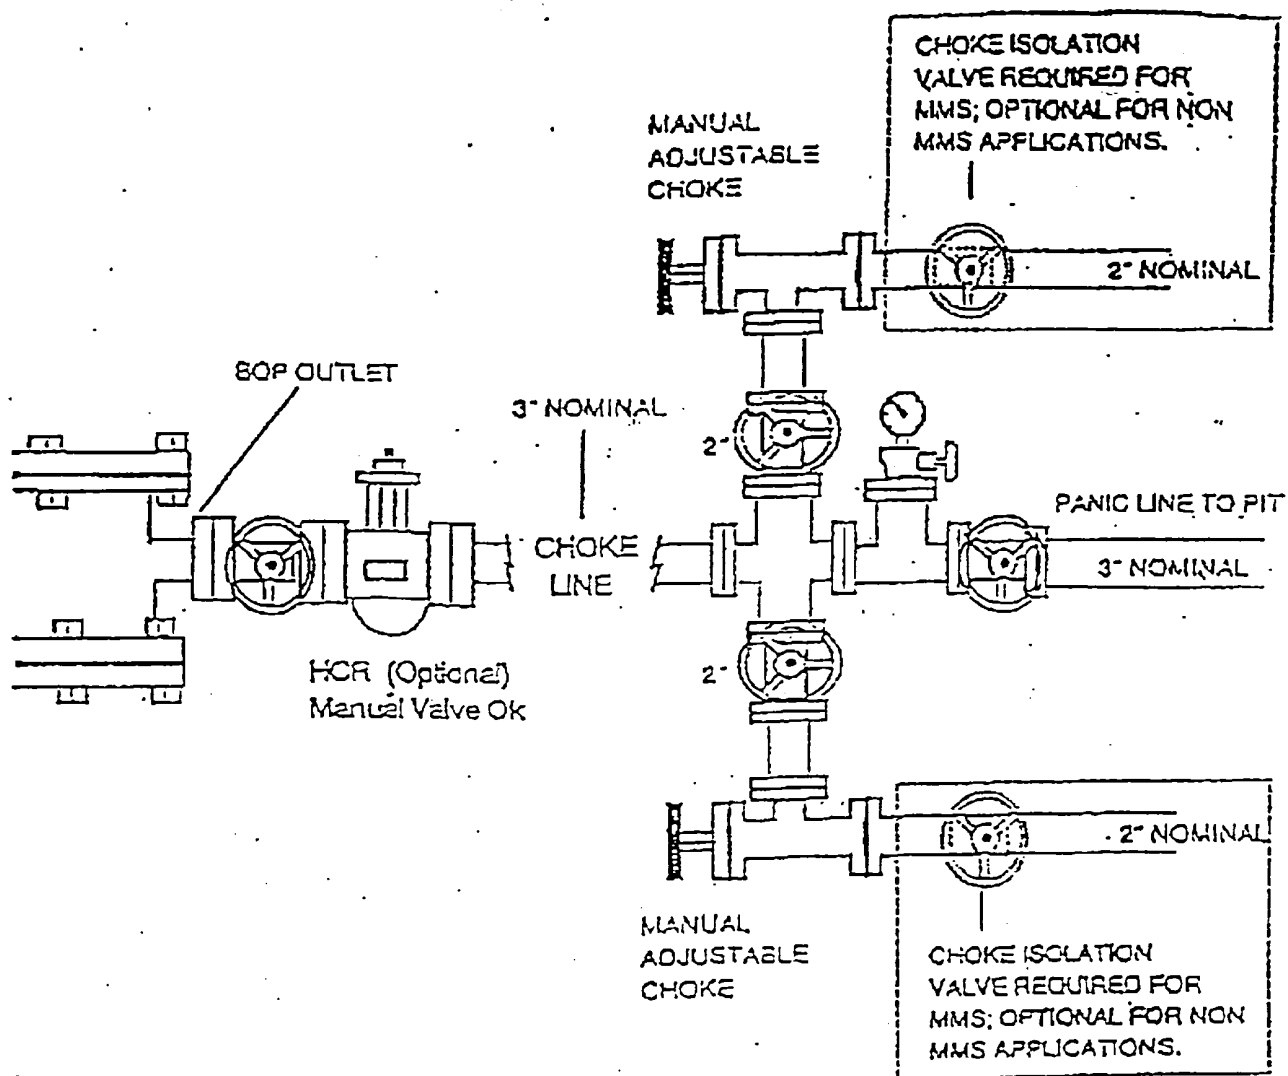 CHOKE ISOLATION
VALVE REQUIRED FOR
MMS; OPTIONAL FOR NON
MMS APPLICATIONS.
MANUAL
ADJUSTABLE
CHOKE
2" NOMINAL
BOP OUTLET
3" NOMINAL
2"
PANIC LINE TO PIT
CHOKE
LINE
3" NOMINAL
HCR (Optional)
Manual Valve Ok
2"
2" NOMINAL
MANUAL
ADJUSTABLE
CHOKE
CHOKE ISOLATION
VALVE REQUIRED FOR
MMS; OPTIONAL FOR NON
MMS APPLICATIONS.